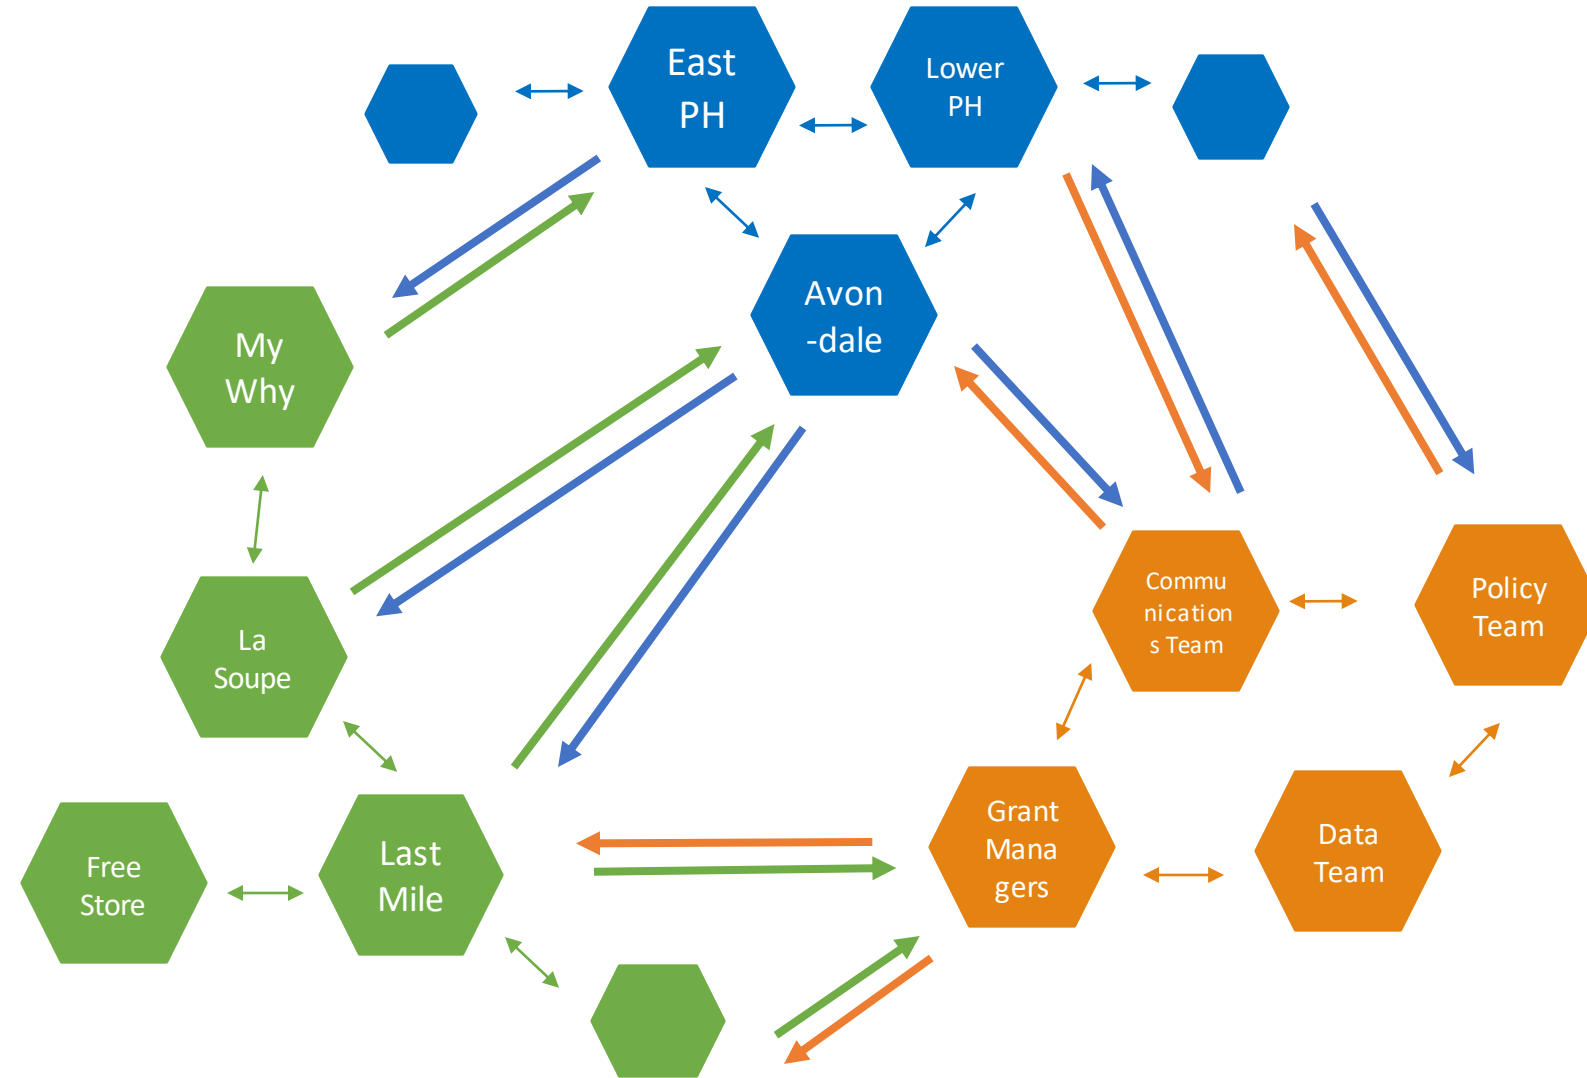 East
PH
Lower
PH
Avon
-dale
My
Why
Commu
nication
s Team
Policy
Team
La
Soupe
Grant
Mana
gers
Data
Team
Last
Mile
Free
Store